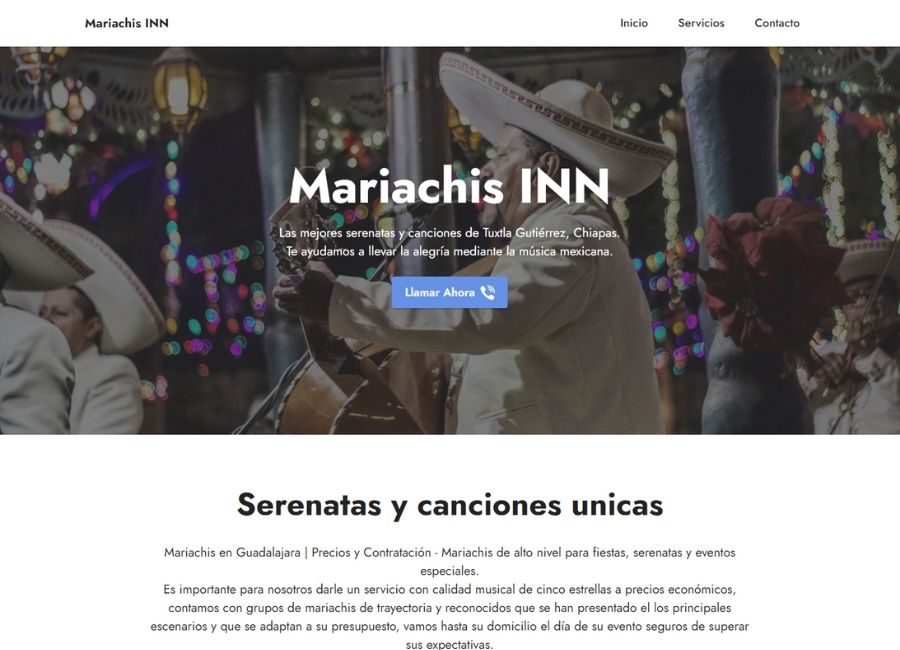 Mariachis INN
Inicio Servicios Contacto
Mariachis INN
Las mejores serenatas y canciones de Tuxtla Gutiérrez, Chiapas.
Te ayudamos a llevar la alegría mediante la música mexicana.
Llamar Ahora
Serenatas y canciones unicas
Mariachis en Guadalajara | Precios y Contratación - Mariachis de alto nivel para fiestas, serenatas y eventos
especiales.
Es importante para nosotros darle un servicio con calidad musical de cinco estrellas a precios económicos,
contamos con grupos de mariachis de trayectoria y reconocidos que se han presentado el los principales
escenarios y que se adaptan a su presupuesto, vamos hasta su domicilio el día de su evento seguros de superar
sus expectativas.